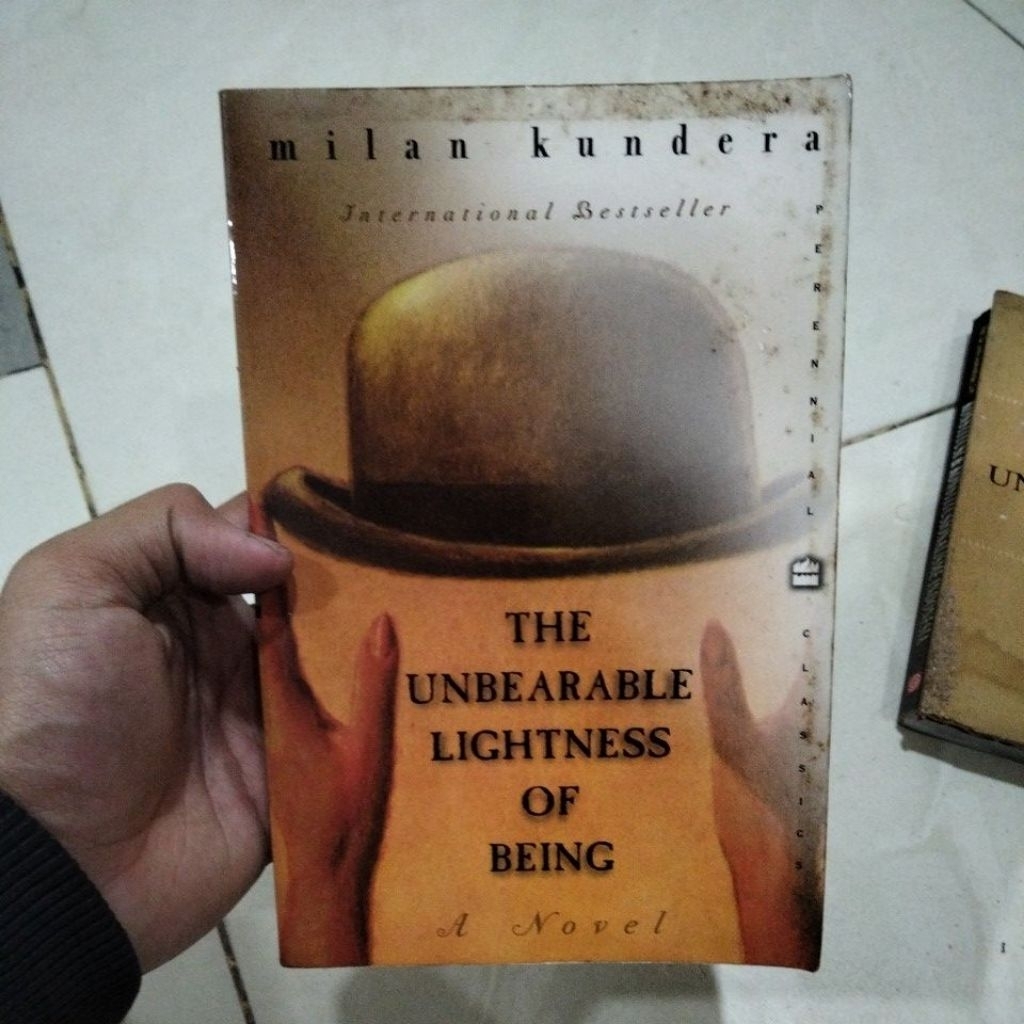 milan kundera
International Bestseller
PERENNIAL CLASSICS
THE
UNBEARABLE
LIGHTNESS
OF
BEING
A Novel
UN